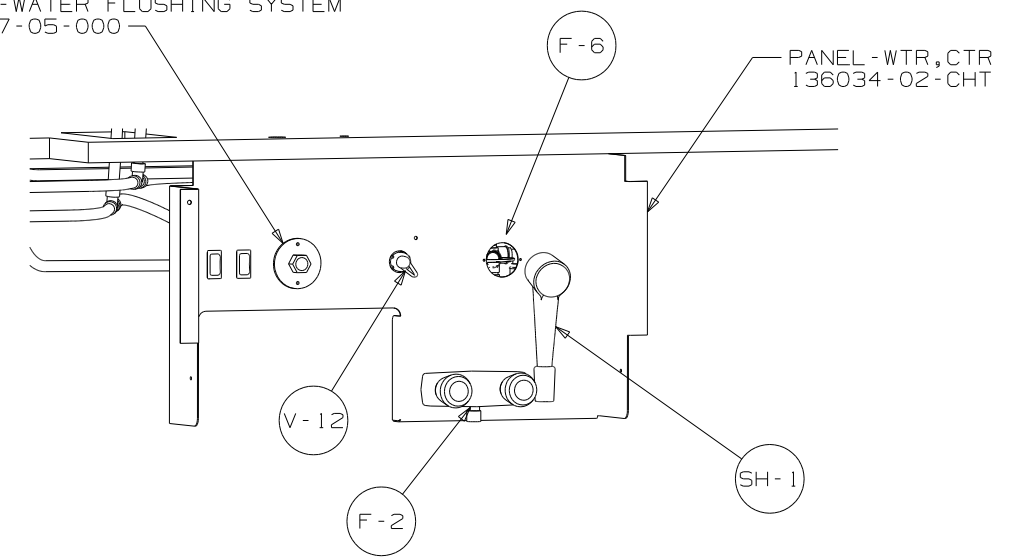 -WATER FLUSHING SYSTEM
7-05-000
F-6
PANEL-WTR,CTR
136034-02-CHT
V-12
SH-1
F-2